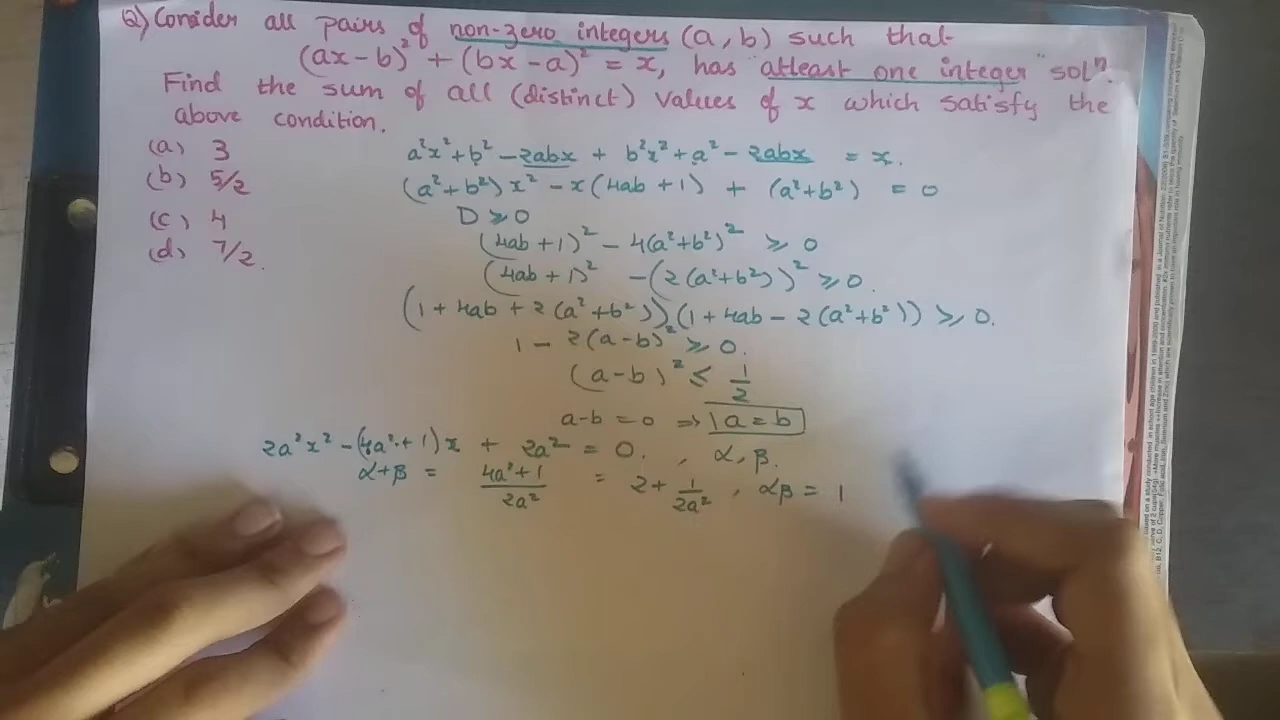 Q) Consider all pairs of non-zero integers (a, b) such that
(ax-b)² + (bx-a)² = x, has atleast one integer solⁿ.
Find the sum of all (distinct) values of x which satisfy the
above condition.
(a) 3
(b) 5/2
(c) 4
(d) 7/2.
a²x² + b² - 2abx + b²x² + a² - 2abx = x.
(a² + b²) x² - x(4ab + 1) + (a² + b²) = 0
D ⩾ 0
(4ab + 1)² - 4(a² + b²)² ⩾ 0
(4ab + 1)² - (2(a² + b²))² ⩾ 0.
(1 + 4ab + 2(a² + b²)) (1 + 4ab - 2(a² + b²)) ⩾ 0.
1 - 2(a-b)² ⩾ 0.
(a-b)² ⩽ 1/2
a-b = 0 ⇒ a = b
2a²x² - (4a² + 1)x + 2a² = 0. , α, β.
α+β = (4a² + 1)/2a² = 2 + 1/2a² , αβ = 1